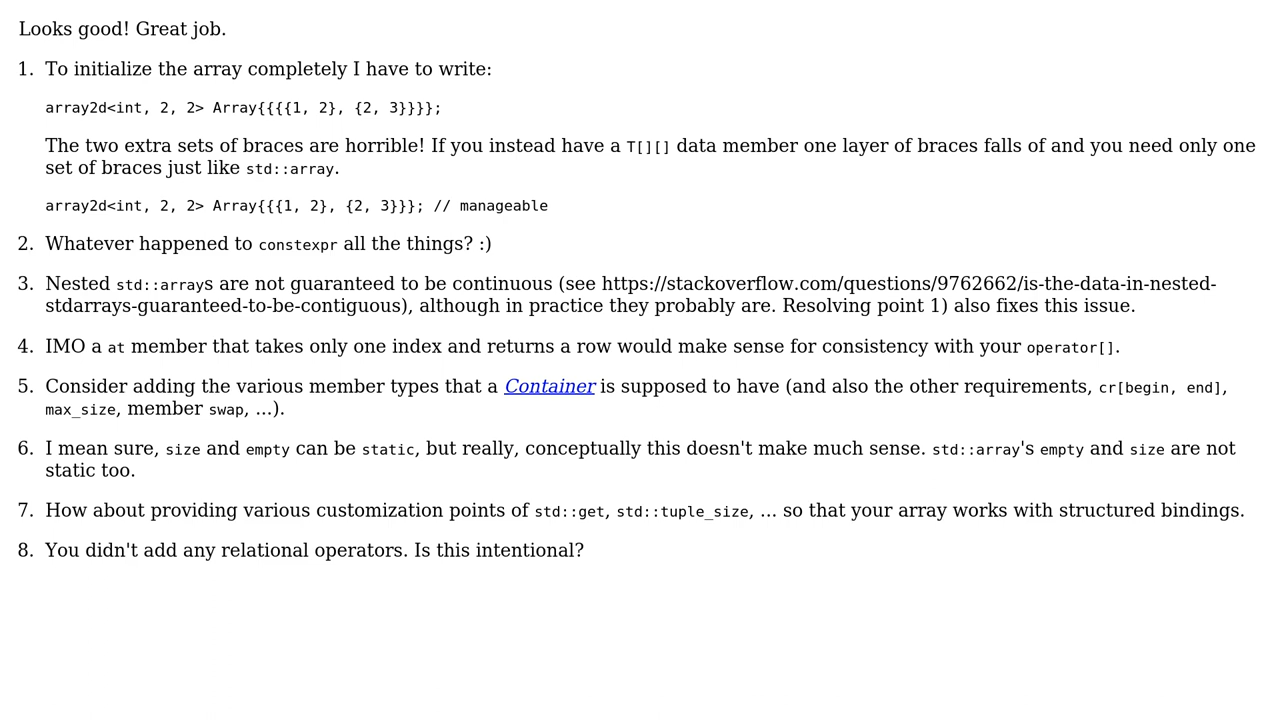 Looks good! Great job.
1. To initialize the array completely I have to write:
array2d<int, 2, 2> Array{{{{1, 2}, {2, 3}}}};
The two extra sets of braces are horrible! If you instead have a T[][] data member one layer of braces falls of and you need only one
set of braces just like std::array.
array2d<int, 2, 2> Array{{{1, 2}, {2, 3}}}; // manageable
2. Whatever happened to constexpr all the things? :)
3. Nested std::arrays are not guaranteed to be continuous (see https://stackoverflow.com/questions/9762662/is-the-data-in-nested-
stdarrays-guaranteed-to-be-contiguous), although in practice they probably are. Resolving point 1) also fixes this issue.
4. IMO a at member that takes only one index and returns a row would make sense for consistency with your operator[].
5. Consider adding the various member types that a Container is supposed to have (and also the other requirements, cr[begin, end],
max_size, member swap, ...).
6. I mean sure, size and empty can be static, but really, conceptually this doesn't make much sense. std::array's empty and size are not
static too.
7. How about providing various customization points of std::get, std::tuple_size, ... so that your array works with structured bindings.
8. You didn't add any relational operators. Is this intentional?